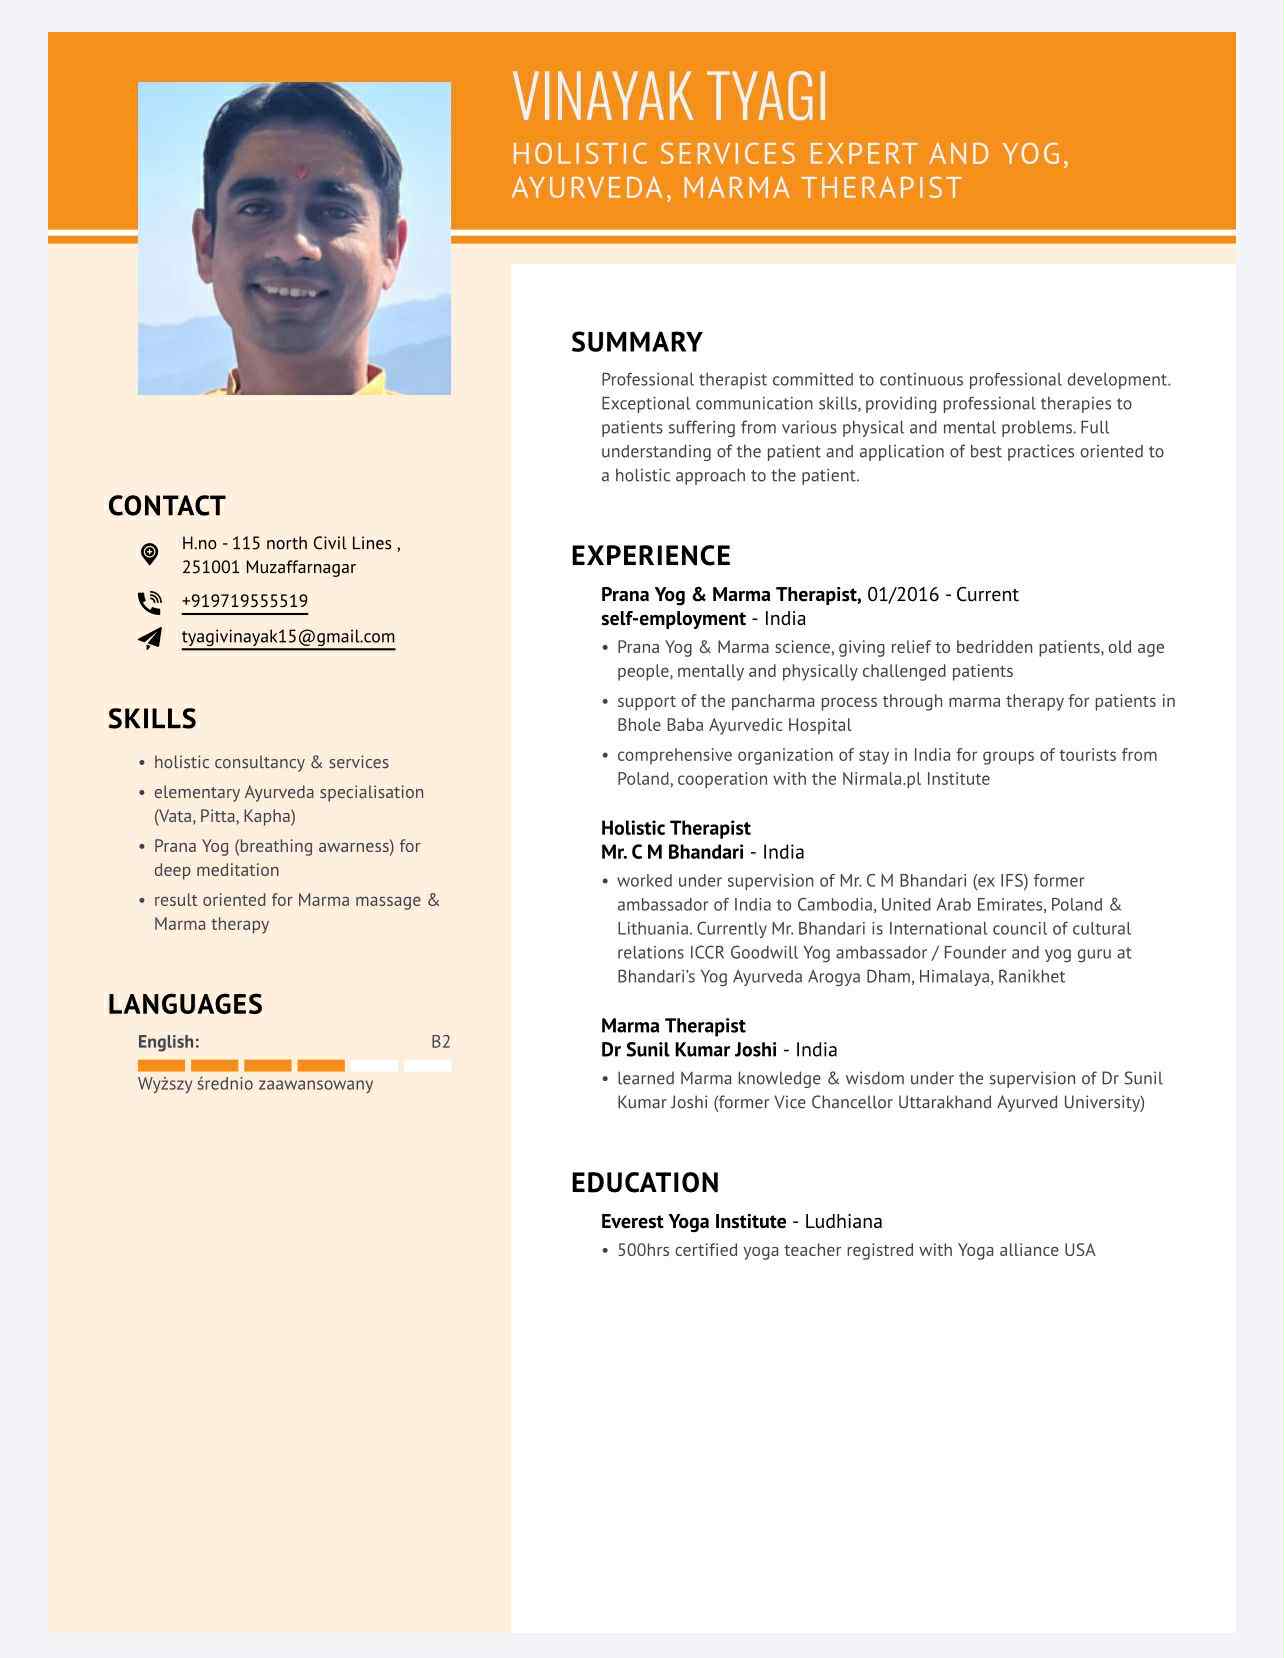 VINAYAK TYAGI
HOLISTIC SERVICES EXPERT AND YOG,
AYURVEDA, MARMA THERAPIST
CONTACT
H.no - 115 north Civil Lines ,
251001 Muzaffarnagar
+919719555519
tyagivinayak15@gmail.com
SKILLS
• holistic consultancy & services
• elementary Ayurveda specialisation
(Vata, Pitta, Kapha)
• Prana Yog (breathing awarness) for
deep meditation
• result oriented for Marma massage &
Marma therapy
LANGUAGES
English: B2
Wyższy średnio zaawansowany
SUMMARY
Professional therapist committed to continuous professional development.
Exceptional communication skills, providing professional therapies to
patients suffering from various physical and mental problems. Full
understanding of the patient and application of best practices oriented to
a holistic approach to the patient.
EXPERIENCE
Prana Yog & Marma Therapist, 01/2016 - Current
self-employment - India
• Prana Yog & Marma science, giving relief to bedridden patients, old age
people, mentally and physically challenged patients
• support of the pancharma process through marma therapy for patients in
Bhole Baba Ayurvedic Hospital
• comprehensive organization of stay in India for groups of tourists from
Poland, cooperation with the Nirmala.pl Institute
Holistic Therapist
Mr. C M Bhandari - India
• worked under supervision of Mr. C M Bhandari (ex IFS) former
ambassador of India to Cambodia, United Arab Emirates, Poland &
Lithuania. Currently Mr. Bhandari is International council of cultural
relations ICCR Goodwill Yog ambassador / Founder and yog guru at
Bhandari's Yog Ayurveda Arogya Dham, Himalaya, Ranikhet
Marma Therapist
Dr Sunil Kumar Joshi - India
• learned Marma knowledge & wisdom under the supervision of Dr Sunil
Kumar Joshi (former Vice Chancellor Uttarakhand Ayurved University)
EDUCATION
Everest Yoga Institute - Ludhiana
• 500hrs certified yoga teacher registred with Yoga alliance USA